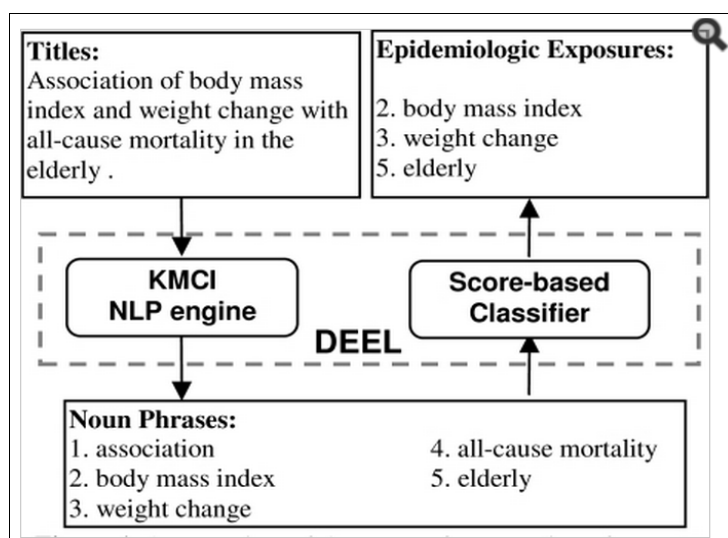 Titles:
Association of body mass
index and weight change with
all-cause mortality in the
elderly .
Epidemiologic Exposures:
2. body mass index
3. weight change
5. elderly
KMCI
NLP engine
Score-based
Classifier
DEEL
Noun Phrases:
1. association
2. body mass index
3. weight change
4. all-cause mortality
5. elderly